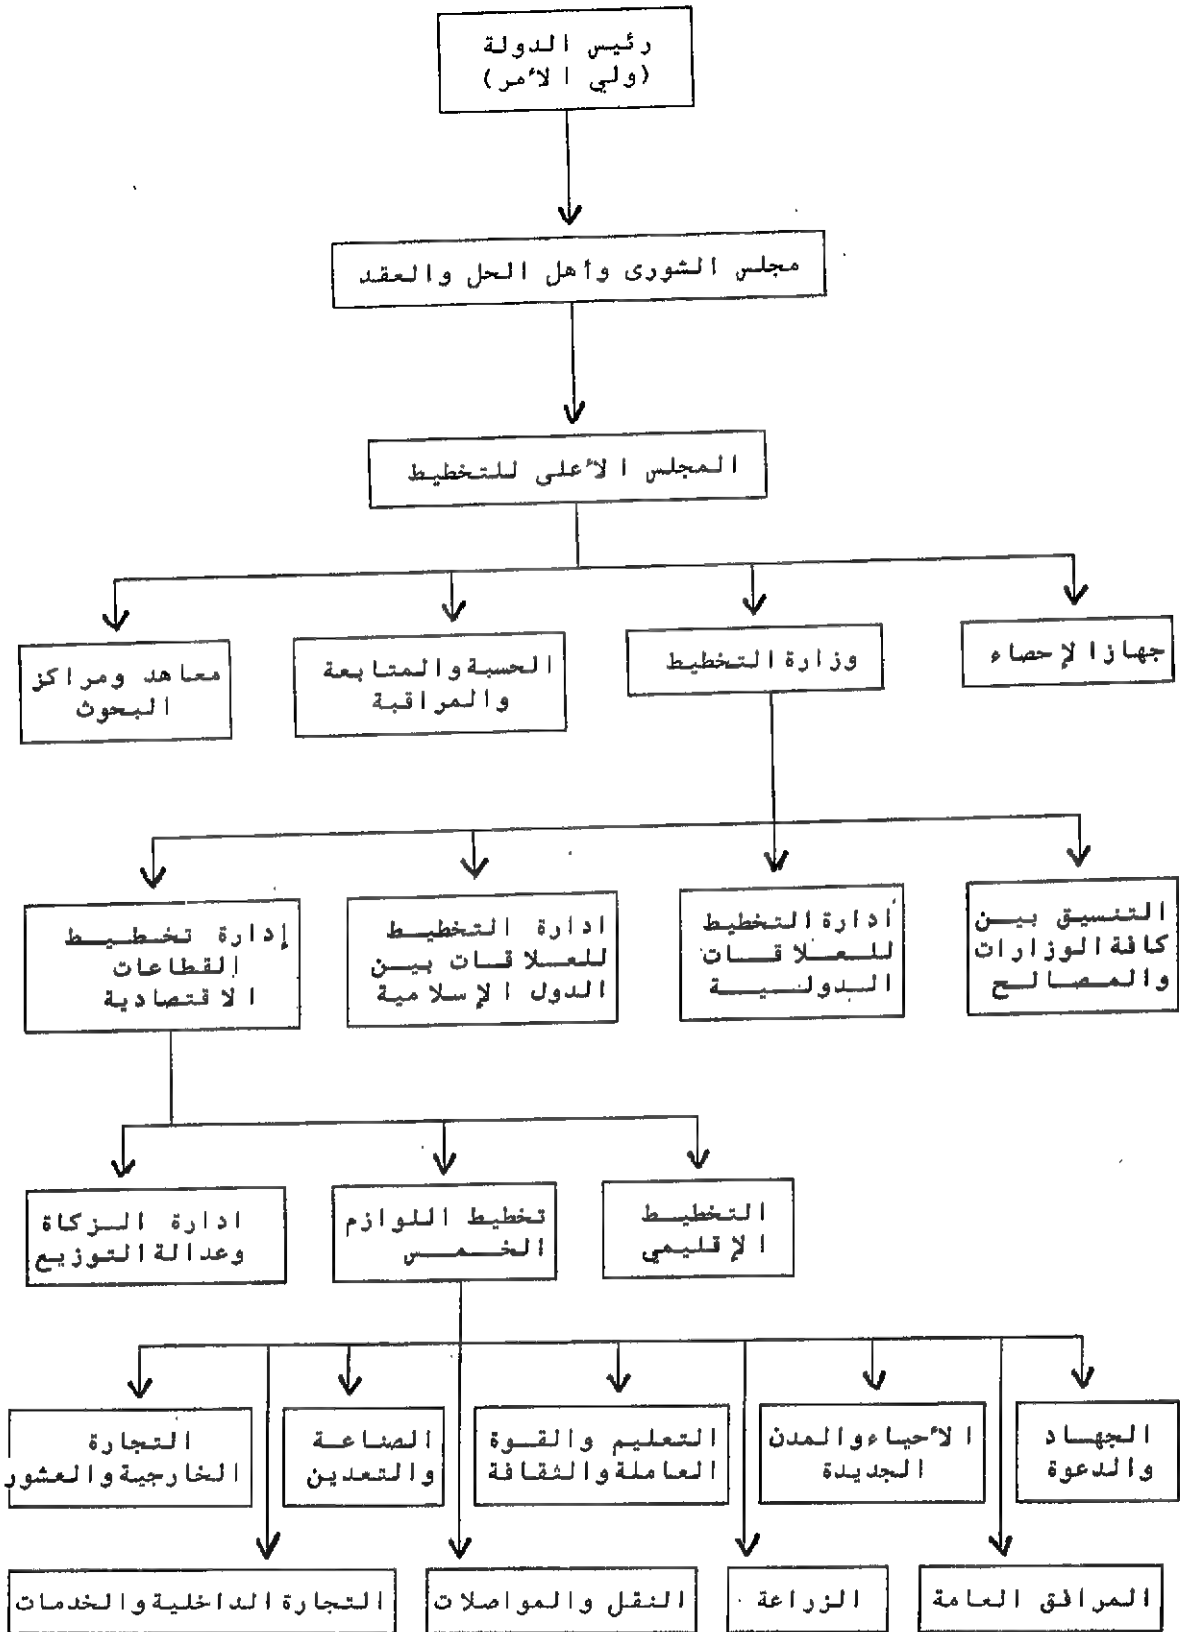 رئيس الدولة
(ولي الأمر)
مجلس الشورى وأهل الحل والعقد
المجلس الأعلى للتخطيط
جهاز الإحصاء
وزارة التخطيط
الحسبة والمتابعة
والمراقبة
معاهد ومراكز
البحوث
التنسيق بين
كافة الوزارات
والمصالح
أدارة التخطيط
للعلاقات
الدولية
ادارة التخطيط
للعلاقات بين
الدول الإسلامية
إدارة تخطيط
القطاعات
الاقتصادية
التخطيط
الإقليمي
تخطيط اللوازم
الخمس
ادارة الزكاة
وعدالة التوزيع
الجهاد
والدعوة
الأحياء والمدن
الجديدة
التعليم والقوة
العاملة والثقافة
الصناعة
والتعدين
التجارة
الخارجية والعشور
المرافق العامة
الزراعة
النقل والمواصلات
التجارة الداخلية والخدمات